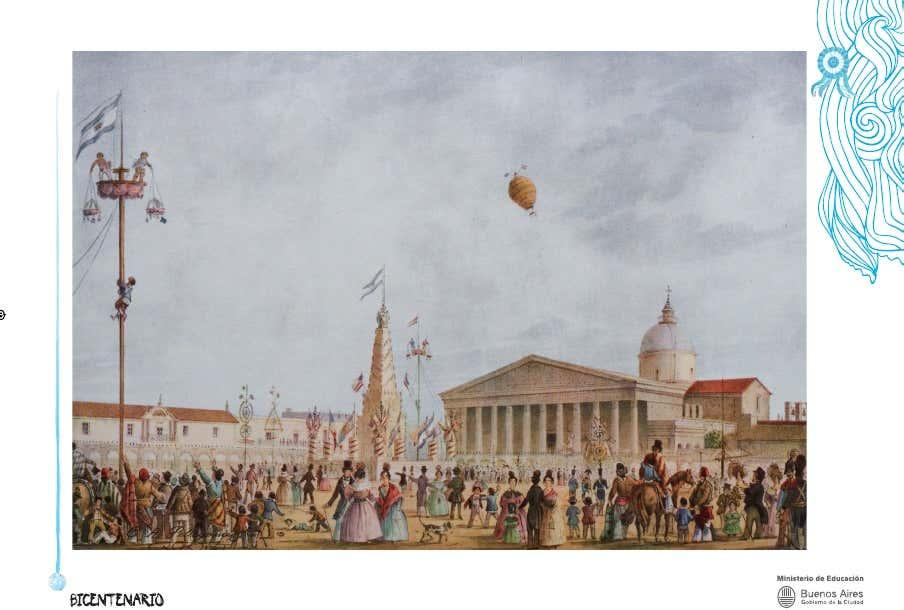 BICENTENARIO
Ministerio de Educación
Buenos Aires
Gobierno de la Ciudad